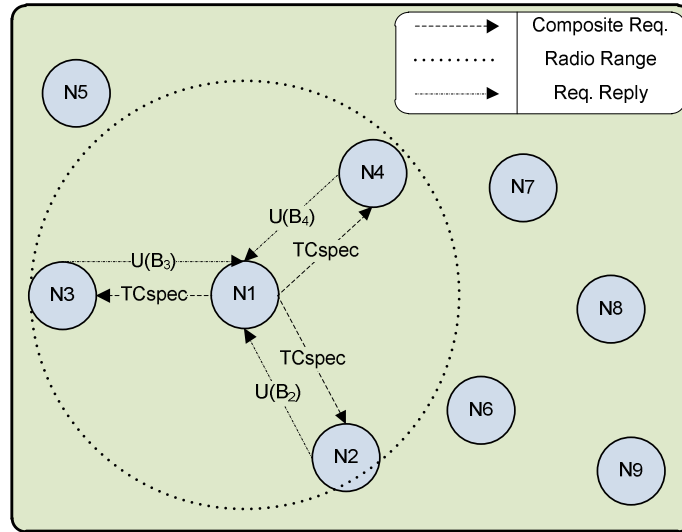 Composite Req.
Radio Range
Req. Reply
N5
N4
N7
U(B₄)
TCspec
U(B₃)
N3
TCspec
N1
N8
TCspec
U(B₂)
N6
N2
N9